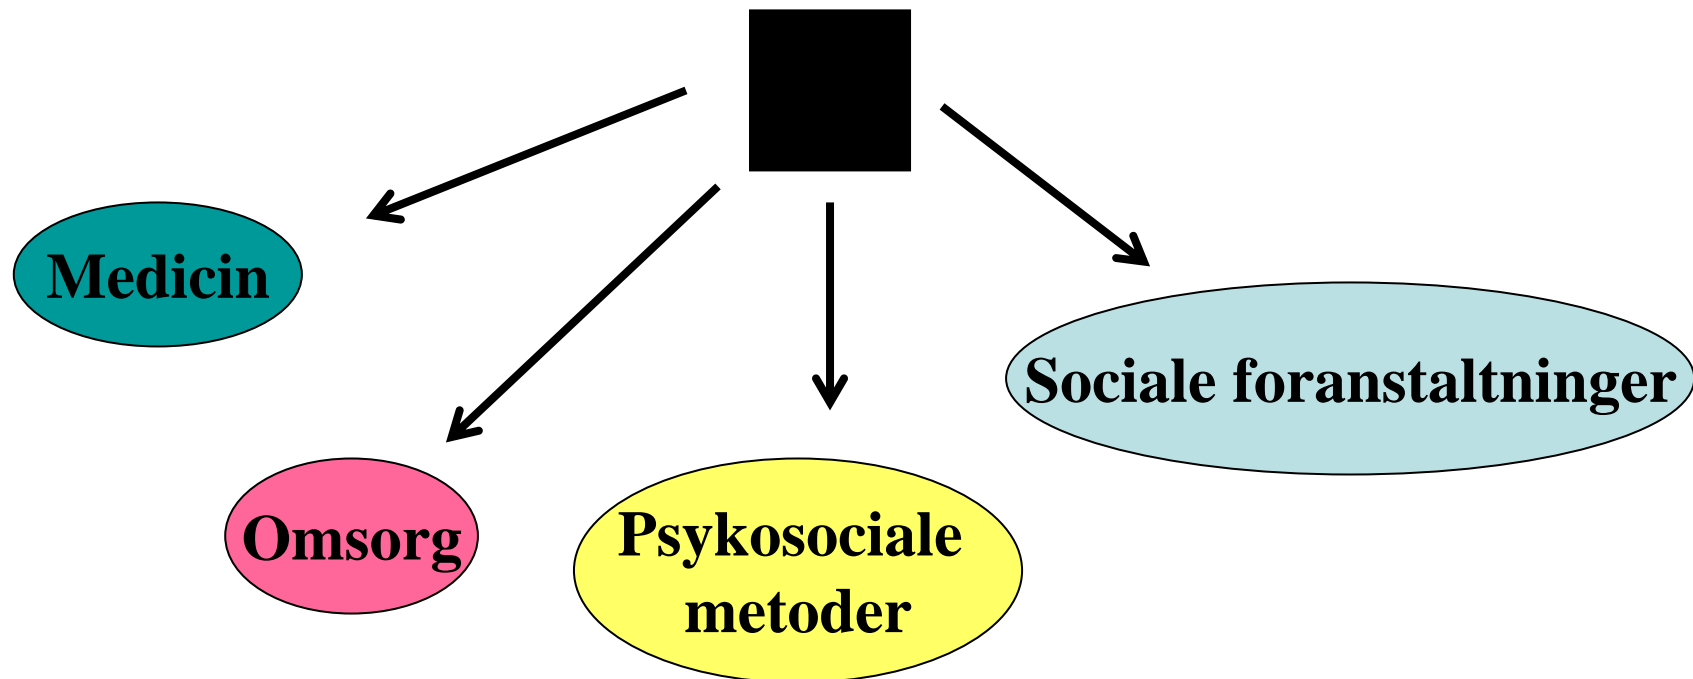 Medicin
Sociale foranstaltninger
Omsorg
Psykosociale
metoder